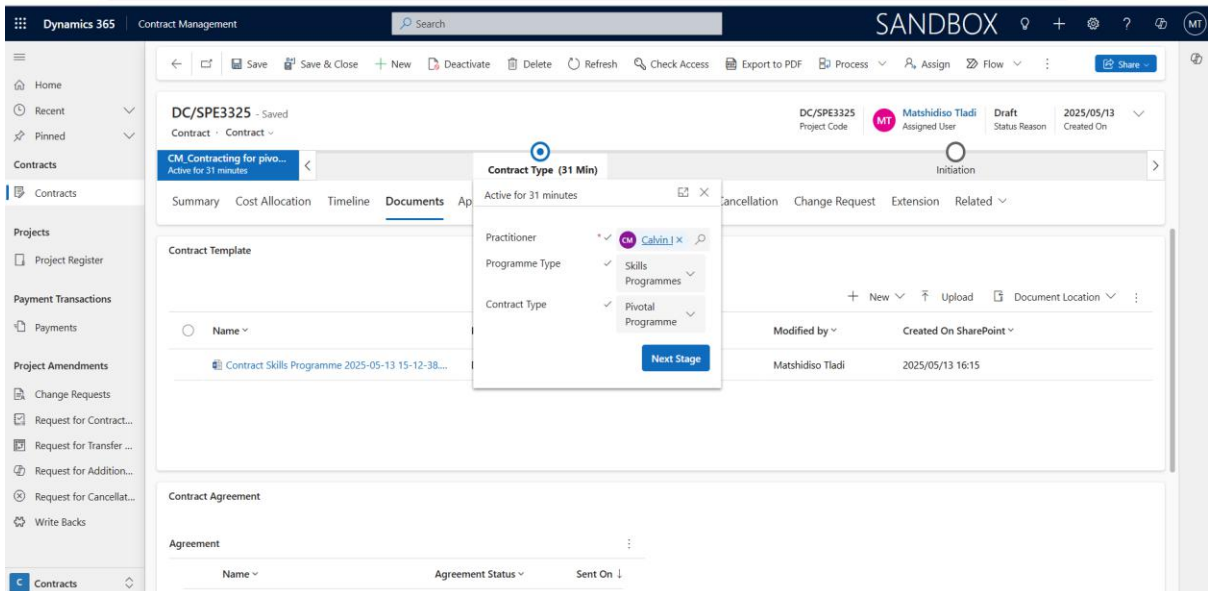 Dynamics 365 Contract Management Search SANDBOX MT
Save Save & Close New Deactivate Delete Refresh Check Access Export to PDF Process Assign Flow Share
Home
Recent
Pinned
Contracts
Contracts
Projects
Project Register
Payment Transactions
Payments
Project Amendments
Change Requests
Request for Contract...
Request for Transfer ...
Request for Addition...
Request for Cancellat...
Write Backs
C Contracts
DC/SPE3325 - Saved
Contract · Contract
DC/SPE3325
Project Code
MT
Matshidiso Tladi
Assigned User
Draft
Status Reason
2025/05/13
Created On
CM_Contracting for pivo...
Active for 31 minutes
Contract Type (31 Min)
Initiation
Summary Cost Allocation Timeline Documents Ap
Cancellation Change Request Extension Related
Active for 31 minutes
Practitioner * CM Calvin
Programme Type Skills
Programmes
Contract Type Pivotal
Programme
Next Stage
Contract Template
New Upload Document Location
Name Modified by Created On SharePoint
Contract Skills Programme 2025-05-13 15-12-38.... Matshidiso Tladi 2025/05/13 16:15
Contract Agreement
Agreement
Name Agreement Status Sent On ↓